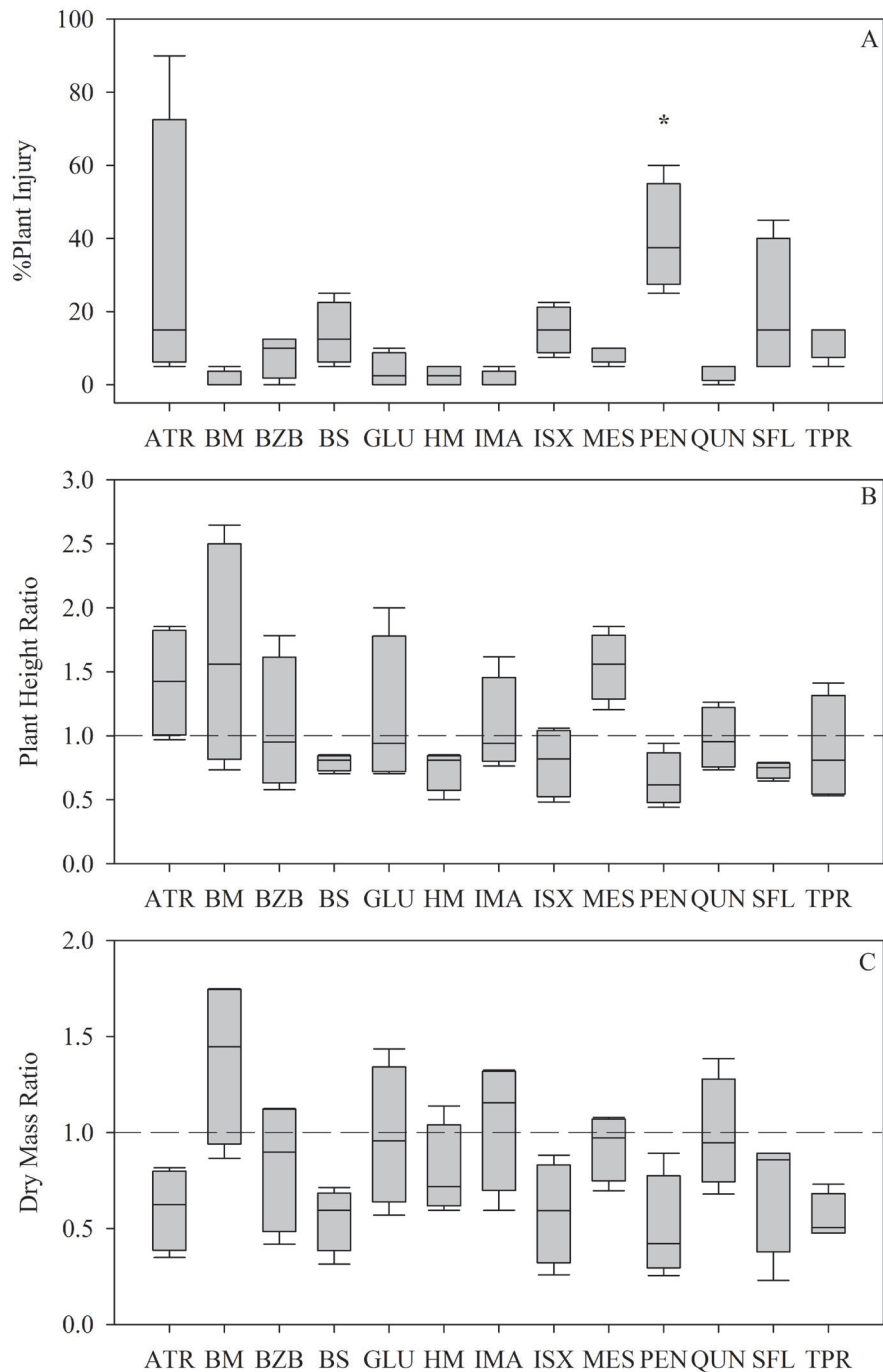 A
%Plant Injury
100
80
60
40
20
0
*
ATR BM BZB BS GLU HM IMA ISX MES PEN QUN SFL TPR
B
Plant Height Ratio
3.0
2.5
2.0
1.5
1.0
0.5
0.0
ATR BM BZB BS GLU HM IMA ISX MES PEN QUN SFL TPR
C
Dry Mass Ratio
2.0
1.5
1.0
0.5
0.0
ATR BM BZB BS GLU HM IMA ISX MES PEN QUN SFL TPR